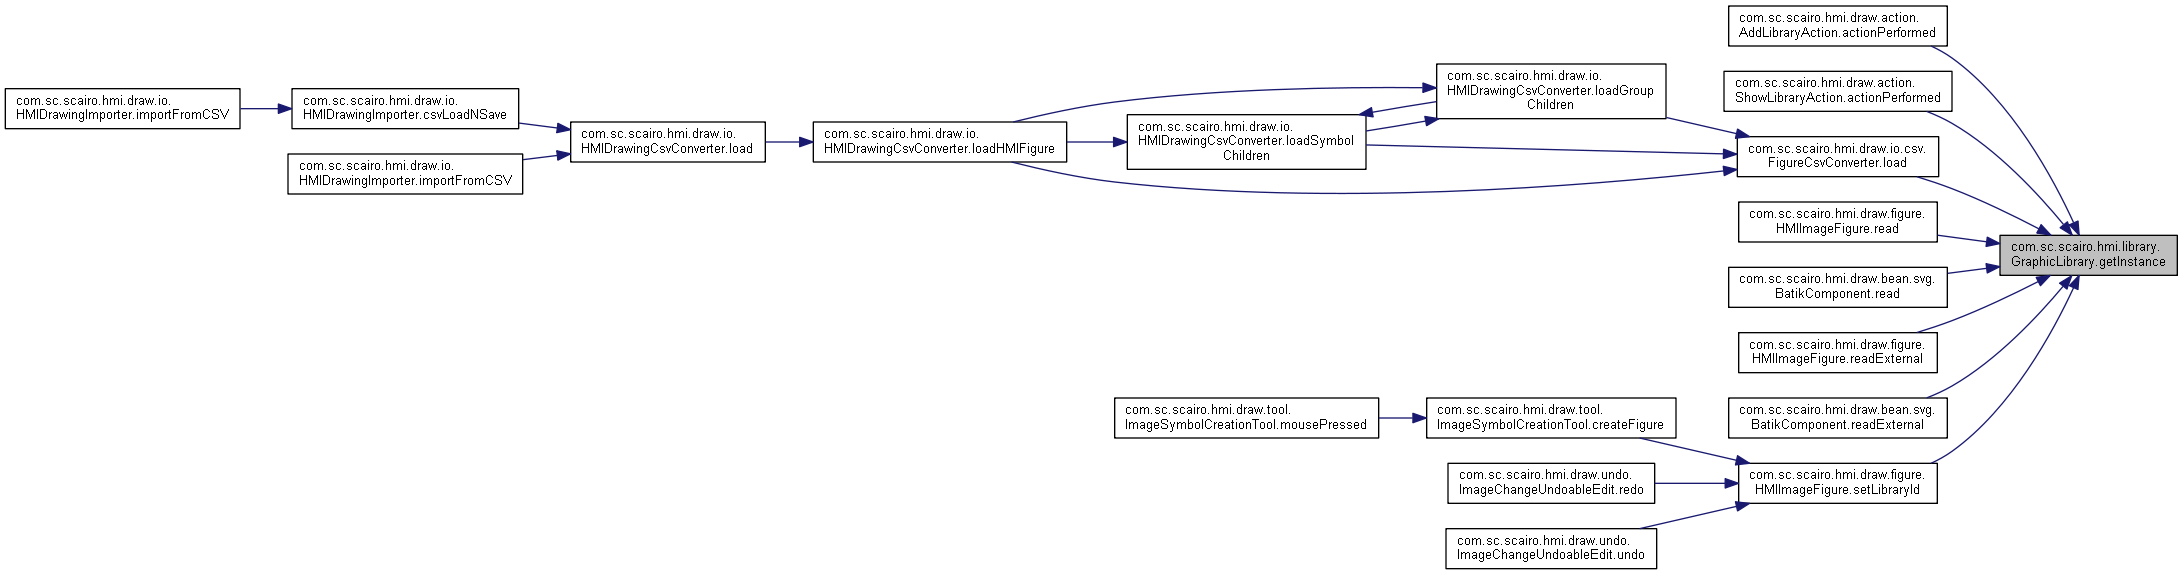 com.sc.scairo.hmi.draw.action.
AddLibraryAction.actionPerformed
com.sc.scairo.hmi.draw.io.
HMIDrawingCsvConverter.loadGroup
Children
com.sc.scairo.hmi.draw.action.
ShowLibraryAction.actionPerformed
com.sc.scairo.hmi.draw.io.
HMIDrawingImporter.importFromCSV
com.sc.scairo.hmi.draw.io.
HMIDrawingImporter.csvLoadNSave
com.sc.scairo.hmi.draw.io.
HMIDrawingCsvConverter.load
com.sc.scairo.hmi.draw.io.
HMIDrawingCsvConverter.loadHMIFigure
com.sc.scairo.hmi.draw.io.
HMIDrawingCsvConverter.loadSymbol
Children
com.sc.scairo.hmi.draw.io.csv.
FigureCsvConverter.load
com.sc.scairo.hmi.draw.io.
HMIDrawingImporter.importFromCSV
com.sc.scairo.hmi.draw.figure.
HMIImageFigure.read
com.sc.scairo.hmi.library.
GraphicLibrary.getInstance
com.sc.scairo.hmi.draw.bean.svg.
BatikComponent.read
com.sc.scairo.hmi.draw.figure.
HMIImageFigure.readExternal
com.sc.scairo.hmi.draw.tool.
ImageSymbolCreationTool.mousePressed
com.sc.scairo.hmi.draw.tool.
ImageSymbolCreationTool.createFigure
com.sc.scairo.hmi.draw.bean.svg.
BatikComponent.readExternal
com.sc.scairo.hmi.draw.undo.
ImageChangeUndoableEdit.redo
com.sc.scairo.hmi.draw.figure.
HMIImageFigure.setLibraryId
com.sc.scairo.hmi.draw.undo.
ImageChangeUndoableEdit.undo